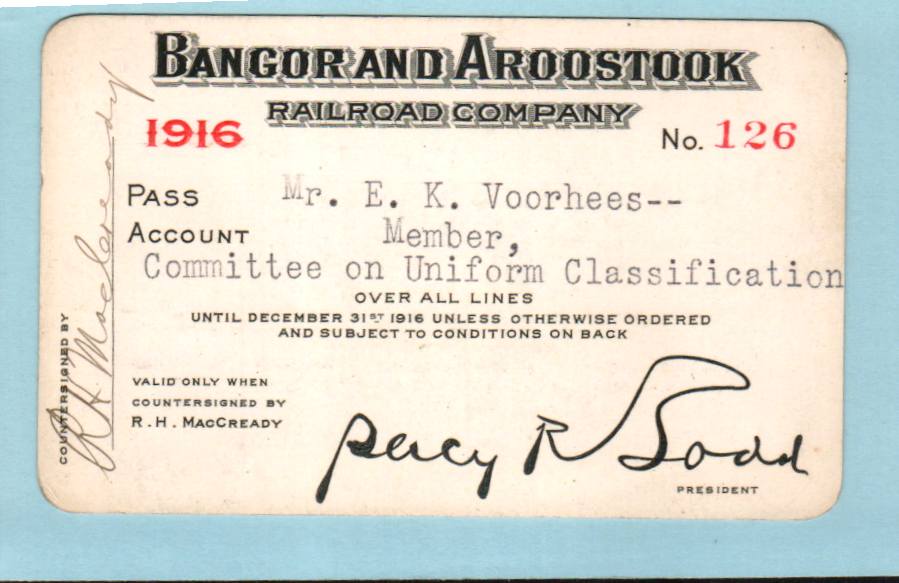 BANGOR AND AROOSTOOK
RAILROAD COMPANY
1916
No. 126
PASS Mr. E. K. Voorhees--
ACCOUNT Member,
Committee on Uniform Classification
OVER ALL LINES
UNTIL DECEMBER 31ST 1916 UNLESS OTHERWISE ORDERED
AND SUBJECT TO CONDITIONS ON BACK
VALID ONLY WHEN
COUNTERSIGNED BY
R.H. MACCREADY
Percy R Todd
PRESIDENT
COUNTERSIGNED BY
R H MacCready